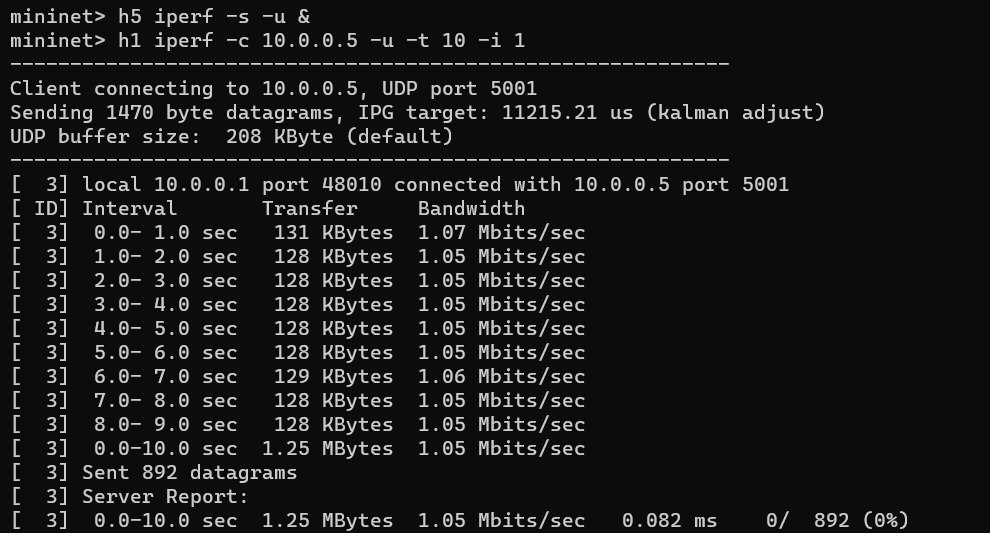 mininet> h5 iperf -s -u &
mininet> h1 iperf -c 10.0.0.5 -u -t 10 -i 1
------------------------------------------------------------
Client connecting to 10.0.0.5, UDP port 5001
Sending 1470 byte datagrams, IPG target: 11215.21 us (kalman adjust)
UDP buffer size:  208 KByte (default)
------------------------------------------------------------
[  3] local 10.0.0.1 port 48010 connected with 10.0.0.5 port 5001
[ ID] Interval       Transfer     Bandwidth
[  3]  0.0- 1.0 sec   131 KBytes  1.07 Mbits/sec
[  3]  1.0- 2.0 sec   128 KBytes  1.05 Mbits/sec
[  3]  2.0- 3.0 sec   128 KBytes  1.05 Mbits/sec
[  3]  3.0- 4.0 sec   128 KBytes  1.05 Mbits/sec
[  3]  4.0- 5.0 sec   128 KBytes  1.05 Mbits/sec
[  3]  5.0- 6.0 sec   128 KBytes  1.05 Mbits/sec
[  3]  6.0- 7.0 sec   129 KBytes  1.06 Mbits/sec
[  3]  7.0- 8.0 sec   128 KBytes  1.05 Mbits/sec
[  3]  8.0- 9.0 sec   128 KBytes  1.05 Mbits/sec
[  3]  0.0-10.0 sec  1.25 MBytes  1.05 Mbits/sec
[  3] Sent 892 datagrams
[  3] Server Report:
[  3]  0.0-10.0 sec  1.25 MBytes  1.05 Mbits/sec   0.082 ms    0/  892 (0%)